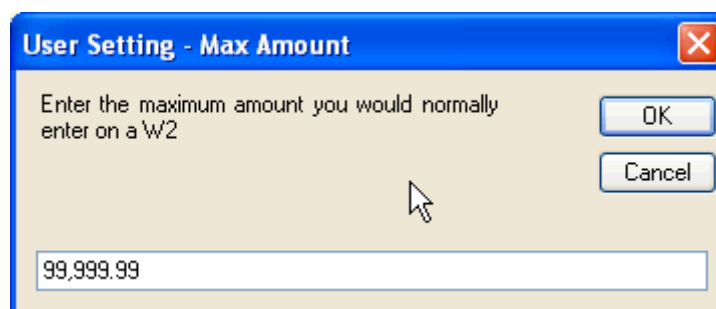 User Setting - Max Amount
Enter the maximum amount you would normally
enter on a W2
OK
Cancel
99,999.99